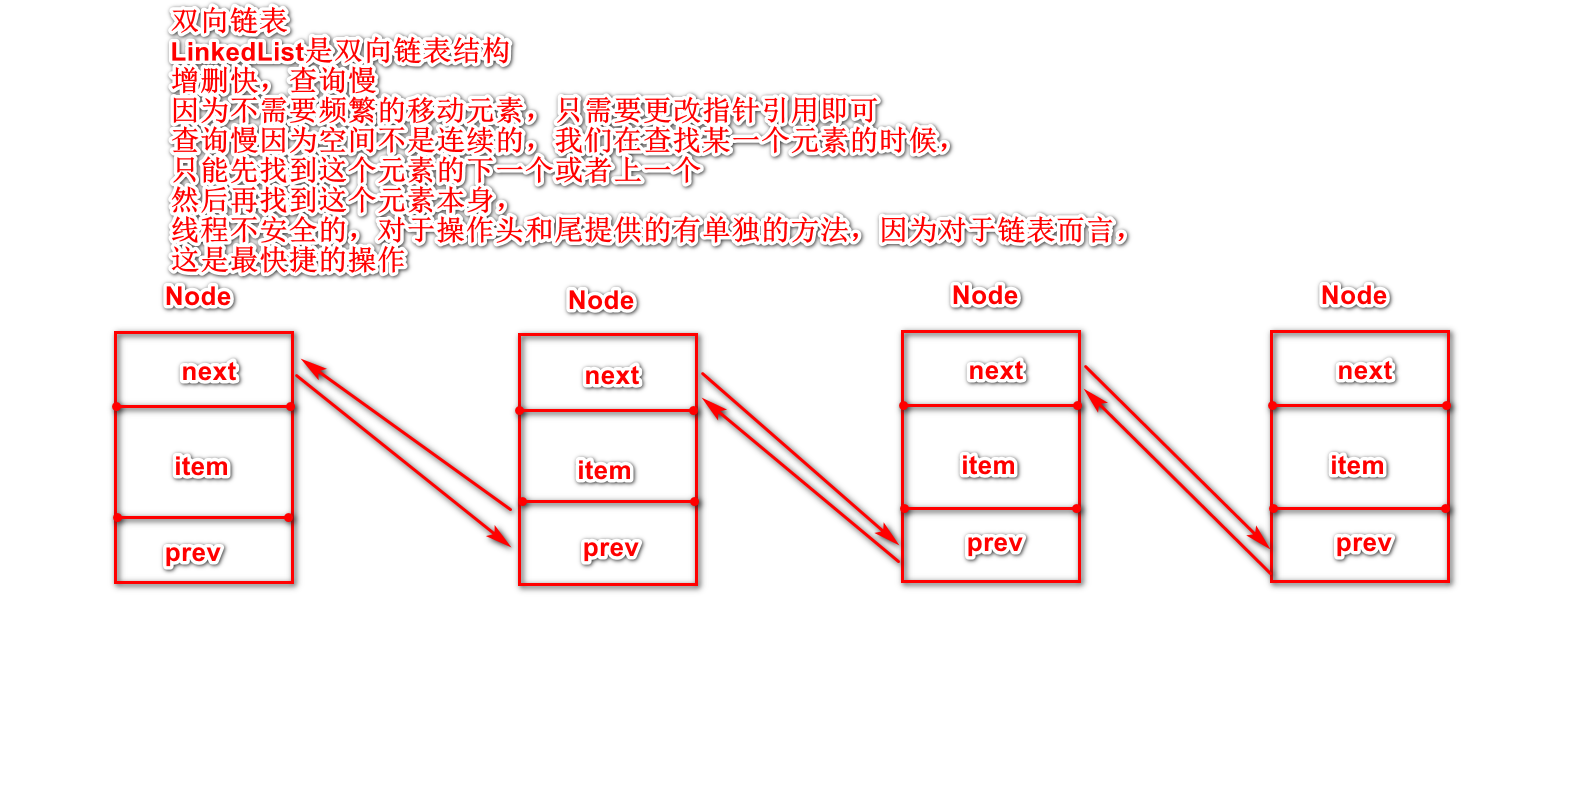 双向链表
LinkedList是双向链表结构
增删快，查询慢
因为不需要频繁的移动元素，只需要更改指针引用即可
查询慢因为空间不是连续的，我们在查找某一个元素的时候，
只能先找到这个元素的下一个或者上一个
然后再找到这个元素本身，
线程不安全的，对于操作头和尾提供的有单独的方法，因为对于链表而言，
这是最快捷的操作
Node
Node
Node
Node
next
next
next
next
item
item
item
item
prev
prev
prev
prev